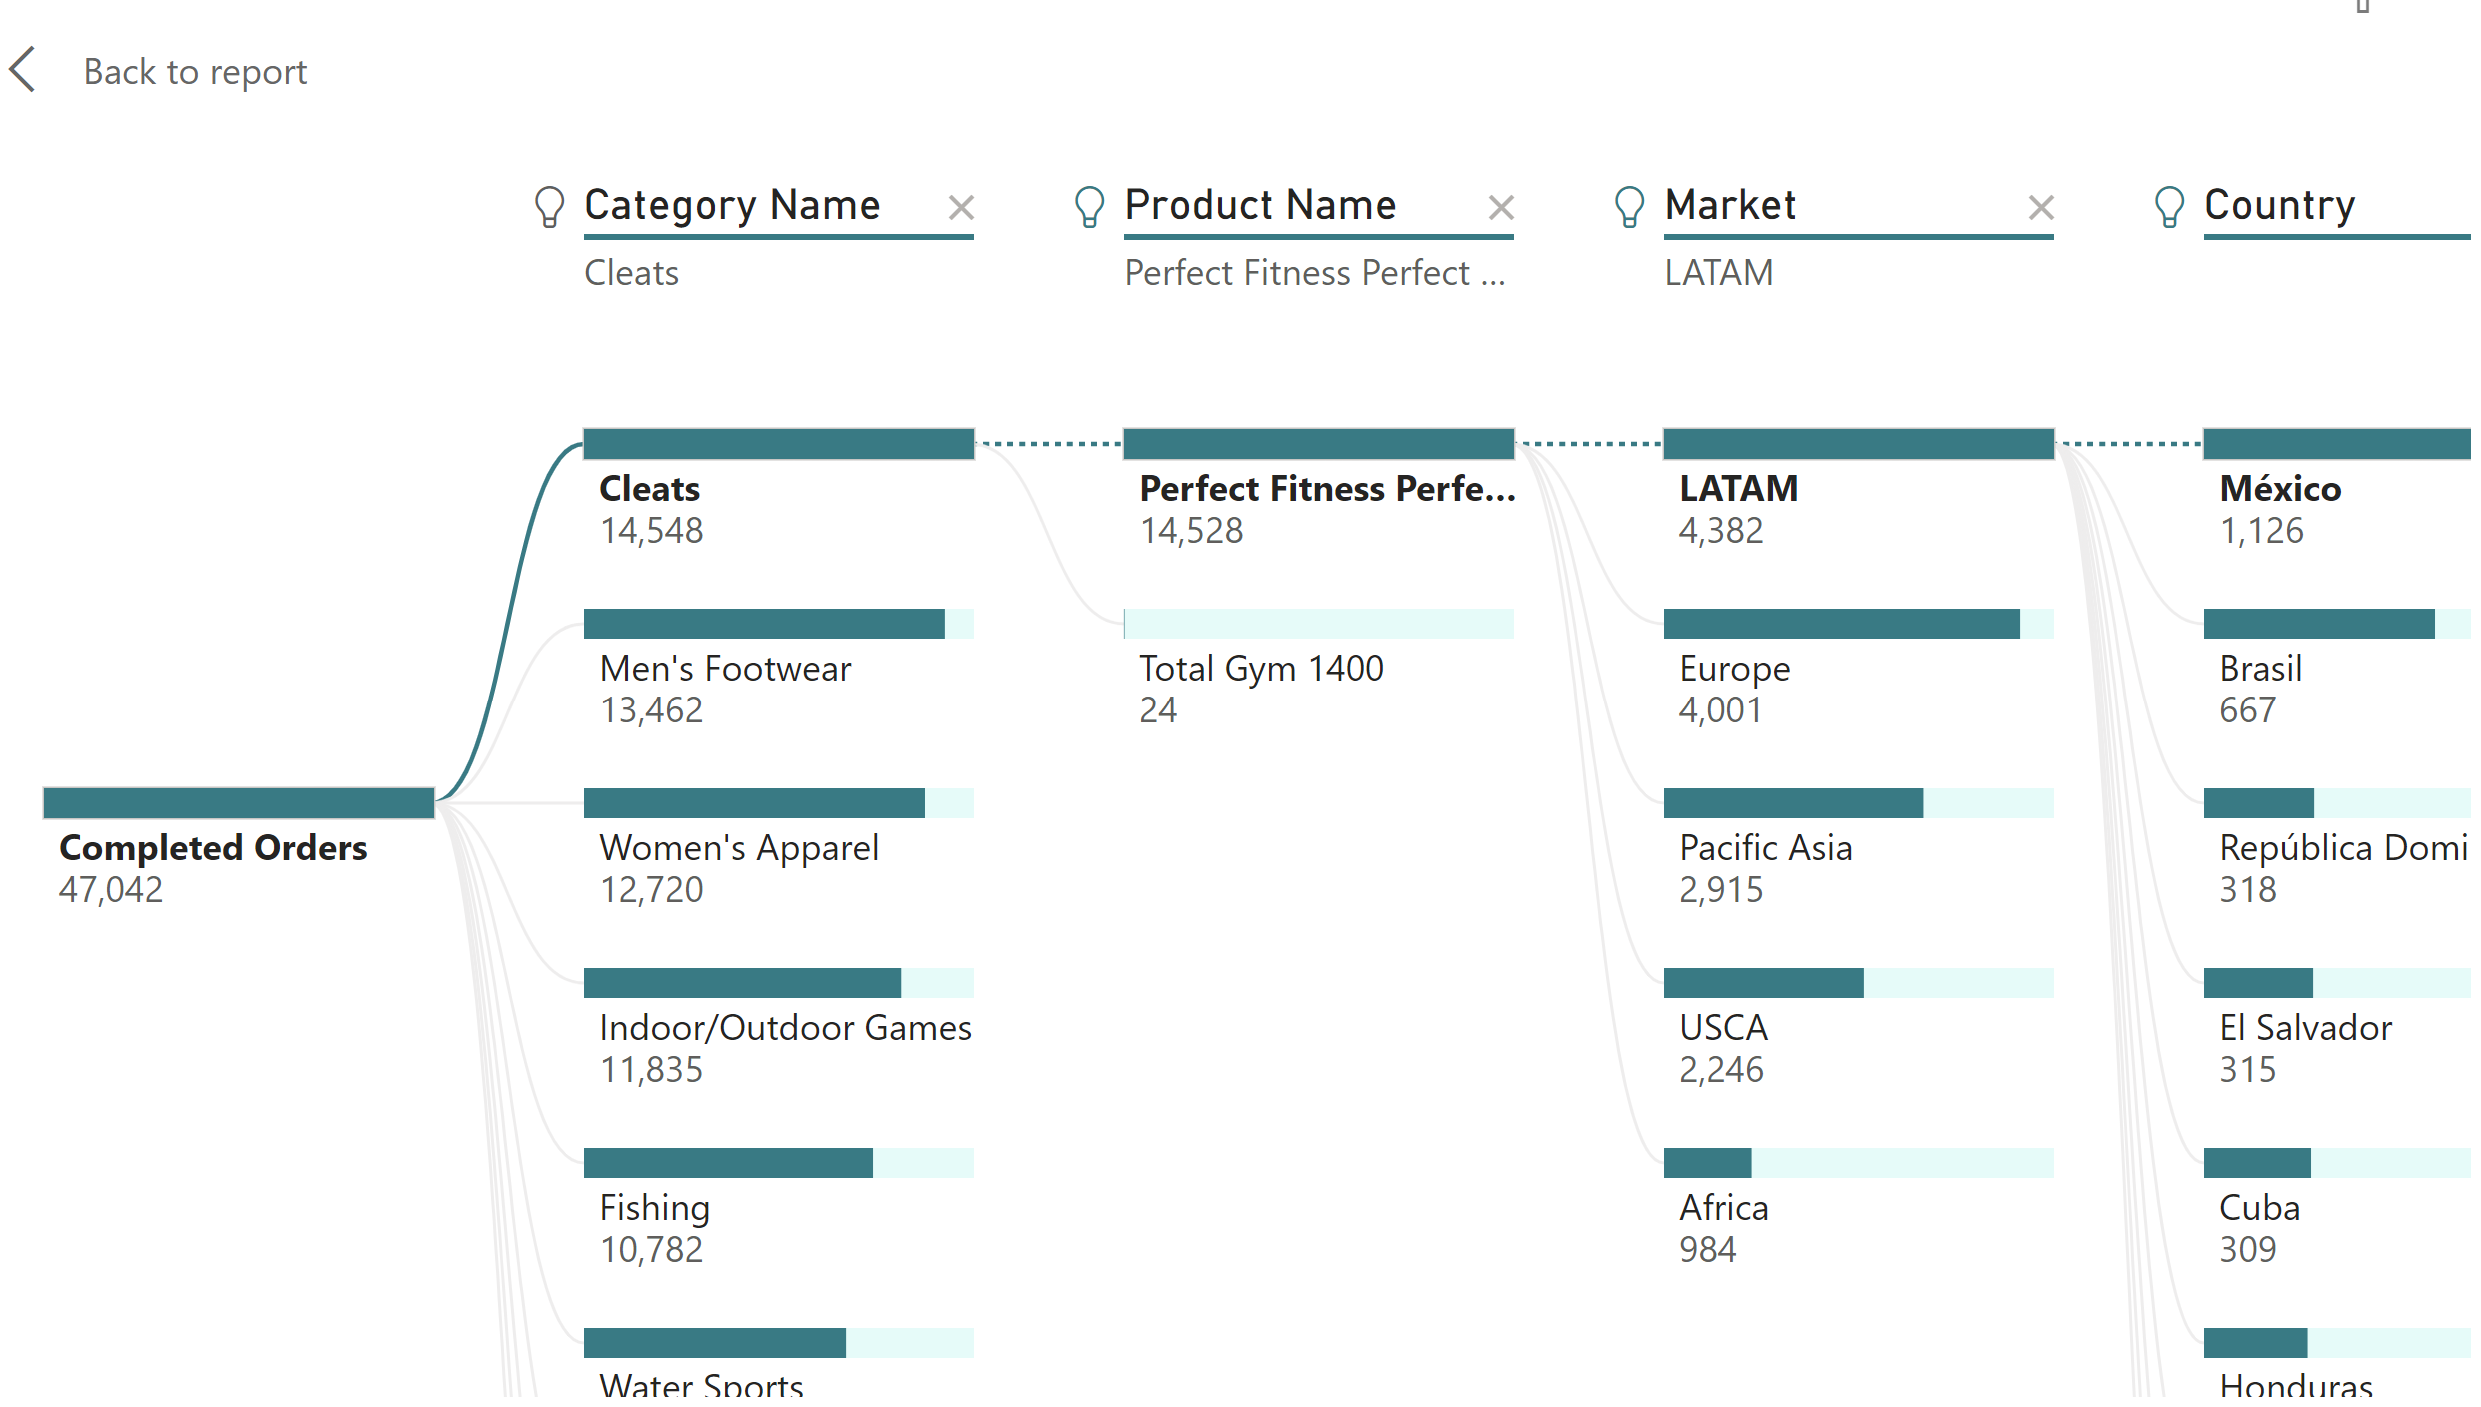 Back to report
Category Name
Cleats
Product Name
Perfect Fitness Perfect ...
Market
LATAM
Country
Completed Orders
47,042
Cleats
14,548
Men's Footwear
13,462
Women's Apparel
12,720
Indoor/Outdoor Games
11,835
Fishing
10,782
Water Sports
Perfect Fitness Perfe...
14,528
Total Gym 1400
24
LATAM
4,382
Europe
4,001
Pacific Asia
2,915
USCA
2,246
Africa
984
México
1,126
Brasil
667
República Domi
318
El Salvador
315
Cuba
309
Honduras